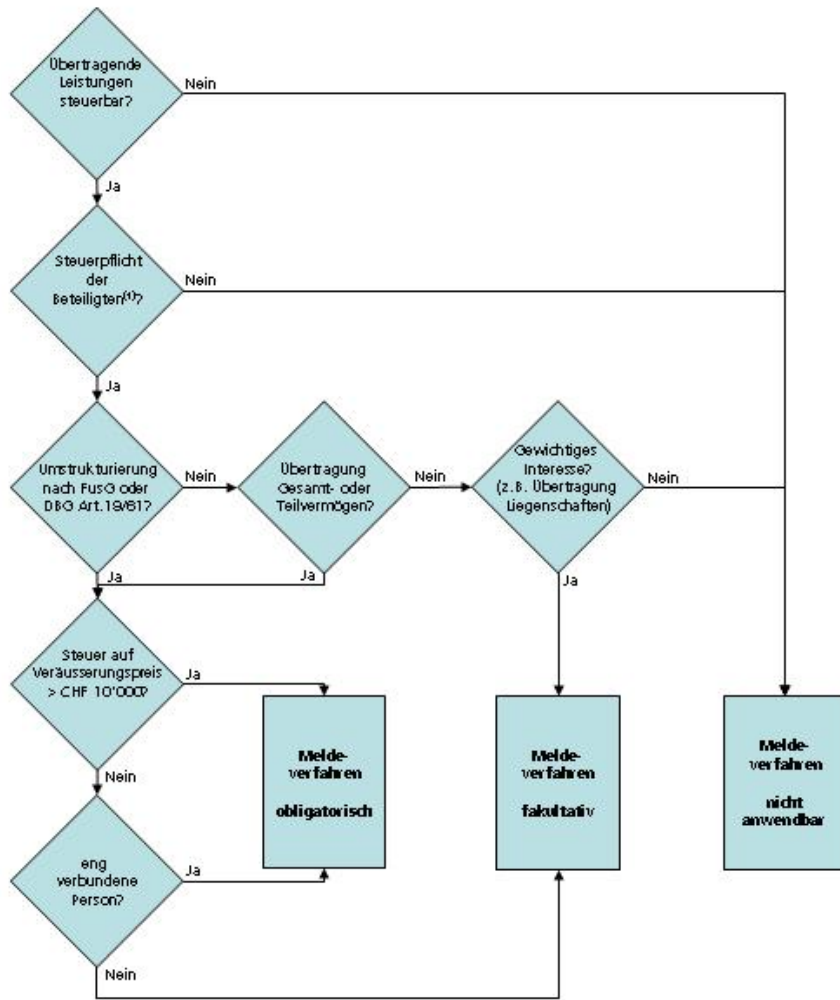 Übertragende
Leistungen
steuerbar?
Nein
Ja
Steuerpflicht
der
Beteiligten(1)?
Nein
Ja
Umstrukturierung
nach FusG oder
DBG Art.19/61?
Nein
Übertragung
Gesamt- oder
Teilvermögen?
Nein
Gewichtiges
Interesse?
(z.B. Übertragung
Liegenschaften)
Nein
Ja
Ja
Ja
Steuer auf
Veräusserungspreis
> CHF 10'000?
Ja
Nein
Melde-
verfahren
obligatorisch
Melde-
verfahren
fakultativ
Melde-
verfahren
nicht
anwendbar
eng
verbundene
Person?
Ja
Nein